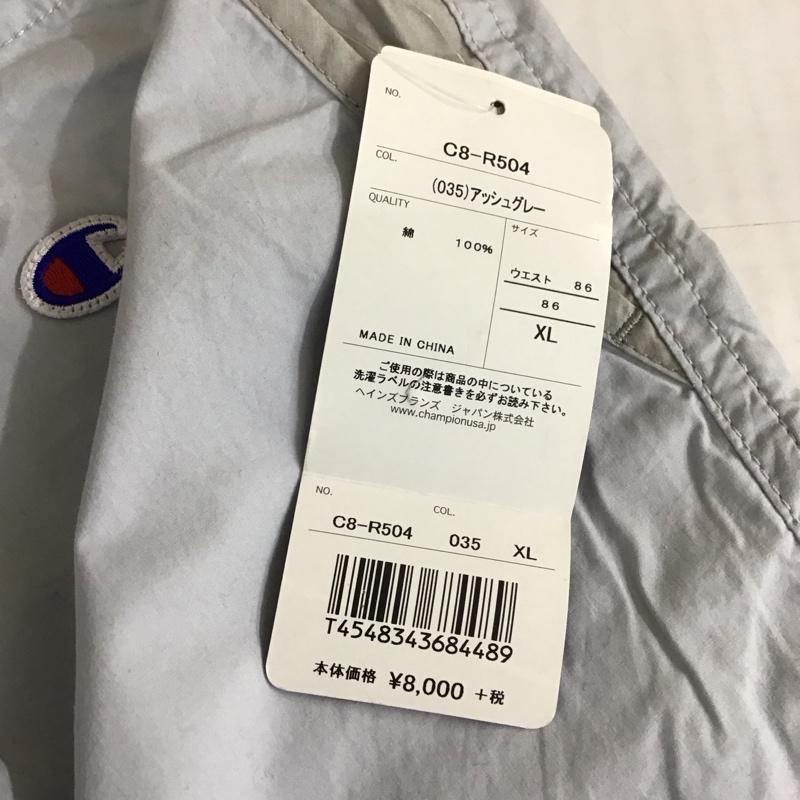 NO.
C8-R504
COL.
(035)アッシュグレー
QUALITY
綿 100%
サイズ
ウエスト 86
86
XL
MADE IN CHINA
ご使用の際は商品の中についている
洗濯ラベルの注意書きを必ずお読み下さい。
ヘインズブランズ ジャパン株式会社
www.championusa.jp
NO.
COL.
C8-R504 035 XL
T4548343684489
本体価格 ¥8,000 +税